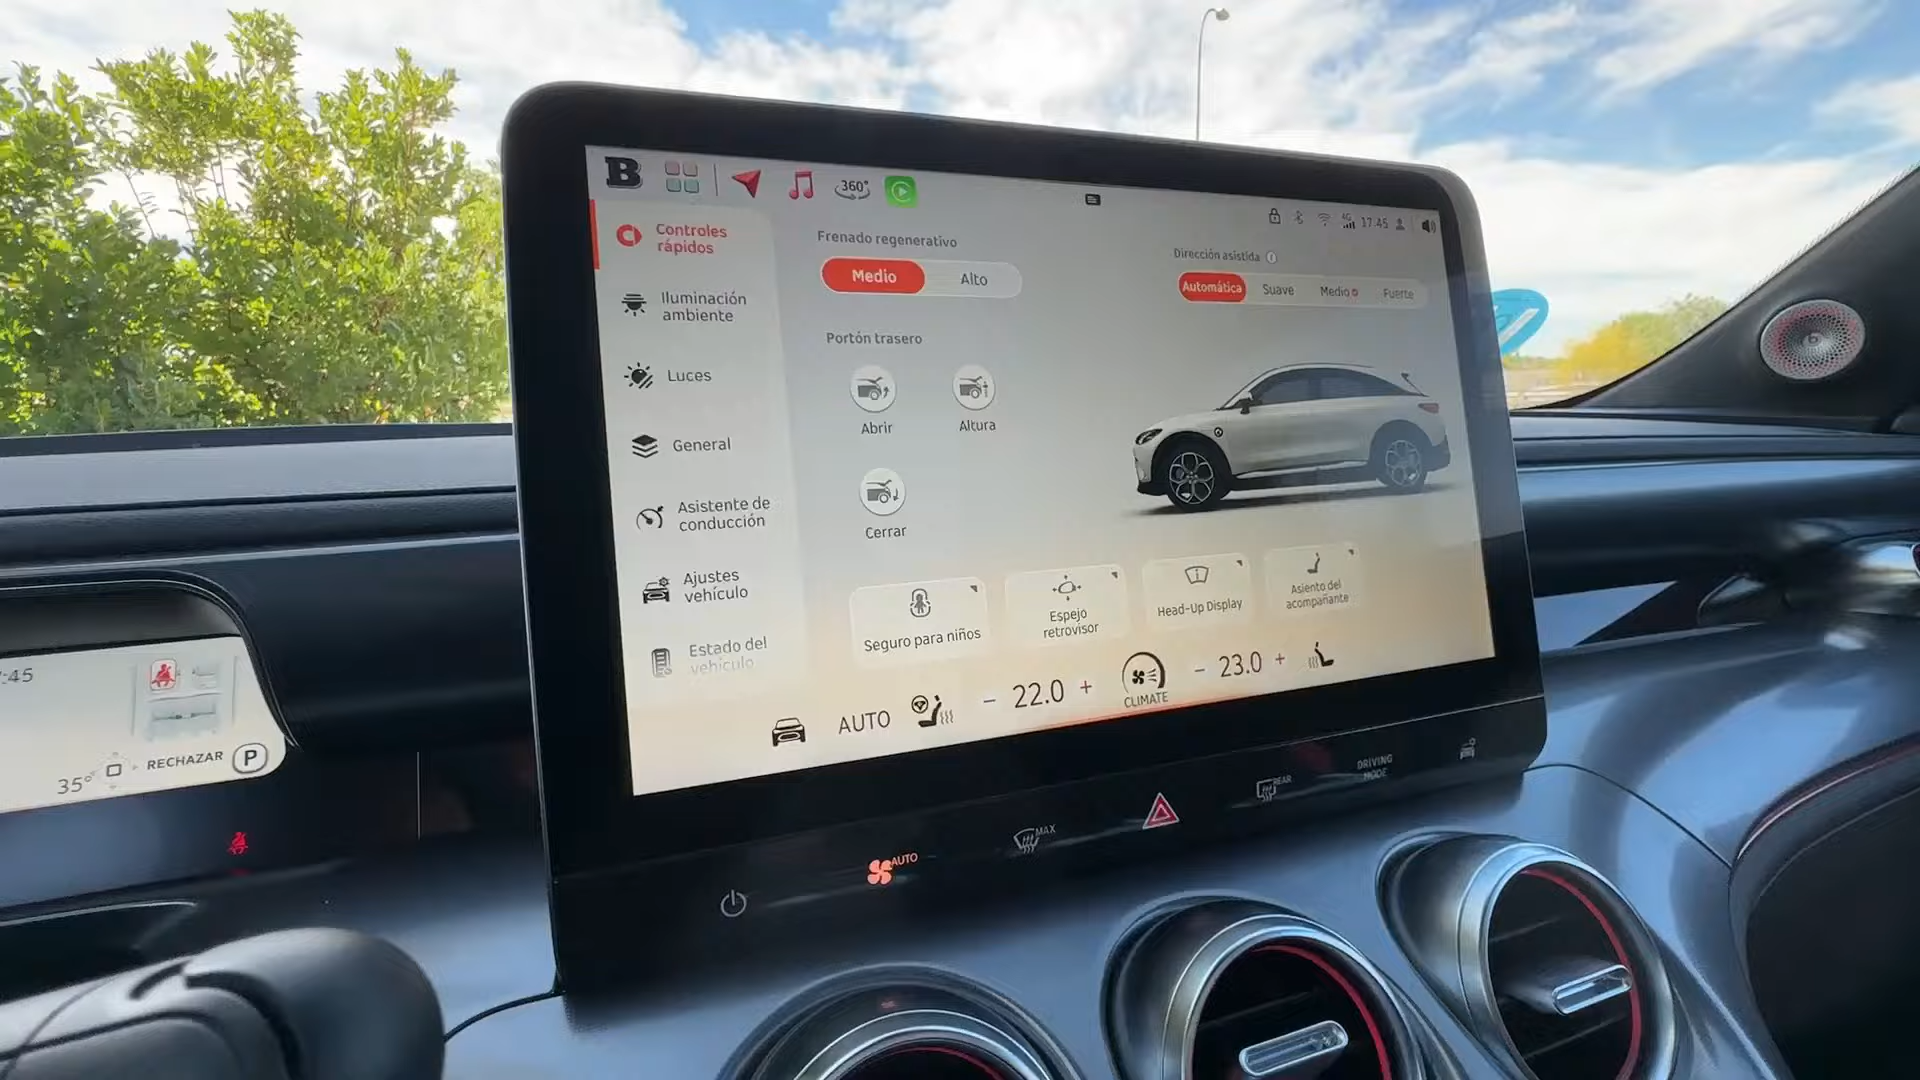 B
360°
4G
17.45
Controles
rápidos
Iluminación
ambiente
Luces
General
Asistente de
conducción
Ajustes
vehículo
Estado del
vehículo
Frenado regenerativo
Medio
Alto
Dirección asistida
Automática
Suave
Medio
Fuerte
Portón trasero
Abrir
Altura
Cerrar
Seguro para niños
Espejo
retrovisor
Head-Up Display
Asiento del
acompañante
AUTO
- 22.0 +
CLIMATE
- 23.0 +
:45
35°
RECHAZAR
P
AUTO
MAX
REAR
DRIVING
MODE